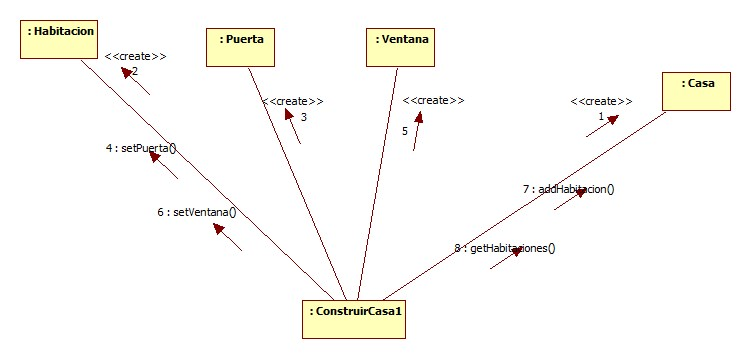 : Habitacion
: Puerta
: Ventana
: Casa
<<create>>
2
<<create>>
3
<<create>>
5
<<create>>
1
4 : setPuerta()
6 : setVentana()
7 : addHabitacion()
8 : getHabitaciones()
: ConstruirCasa1